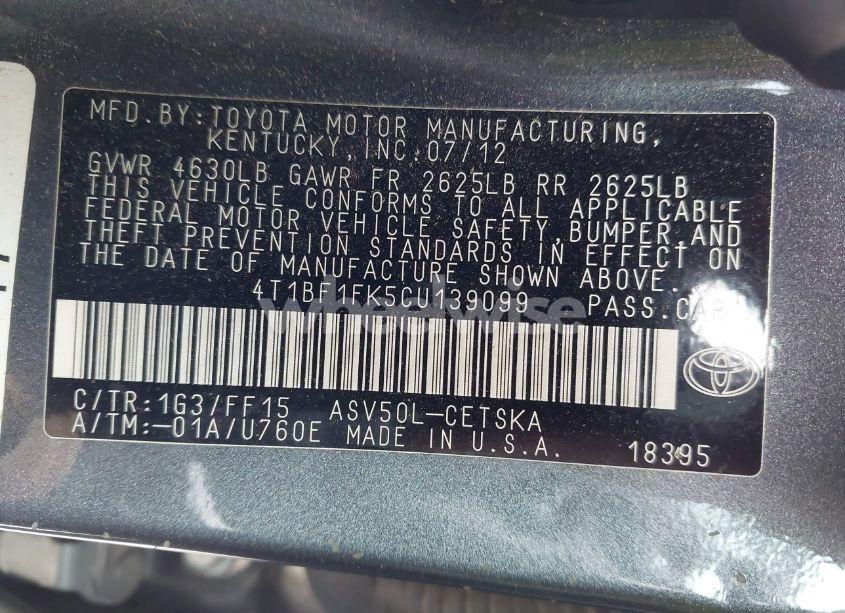 MFD. BY: TOYOTA MOTOR MANUFACTURING,
KENTUCKY, INC. 07/12
GVWR 4630LB GAWR FR 2625LB RR 2625LB
THIS VEHICLE CONFORMS TO ALL APPLICABLE
FEDERAL MOTOR VEHICLE SAFETY, BUMPER, AND
THEFT PREVENTION STANDARDS IN EFFECT ON
THE DATE OF MANUFACTURE SHOWN ABOVE.
4T1BF1FK5CU139099 PASS.CAR
wheelwise
C/TR: 1G3/FF15 ASV50L-CETSKA
A/TM: -01A/U760E MADE IN U.S.A.
18395